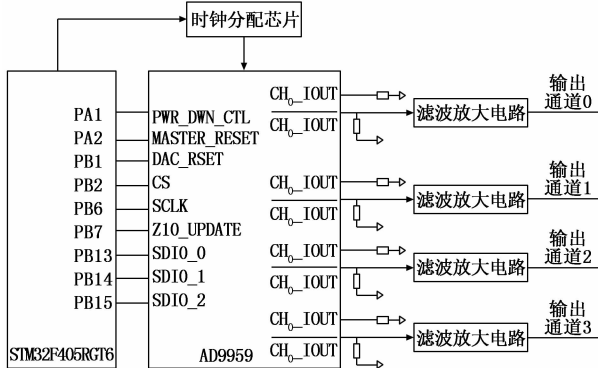 时钟分配芯片
PA1
PA2
PB1
PB2
PB6
PB7
PB13
PB14
PB15
STM32F405RGT6
PWR_DWN_CTL
MASTER_RESET
DAC_RSET
CS
SCLK
Z10_UPDATE
SDIO_0
SDIO_1
SDIO_2
AD9959
CH0_IOUT
CH0_IOUT
CH0_IOUT
CH0_IOUT
CH0_IOUT
CH0_IOUT
CH0_IOUT
CH0_IOUT
滤波放大电路
输出
通道0
滤波放大电路
输出
通道1
滤波放大电路
输出
通道2
滤波放大电路
输出
通道3